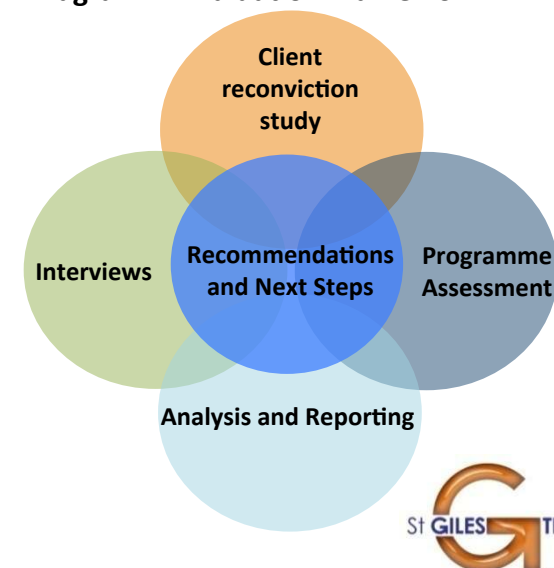 Client
reconviction
study
Interviews
Recommendations
and Next Steps
Programme
Assessment
Analysis and Reporting
St GILES